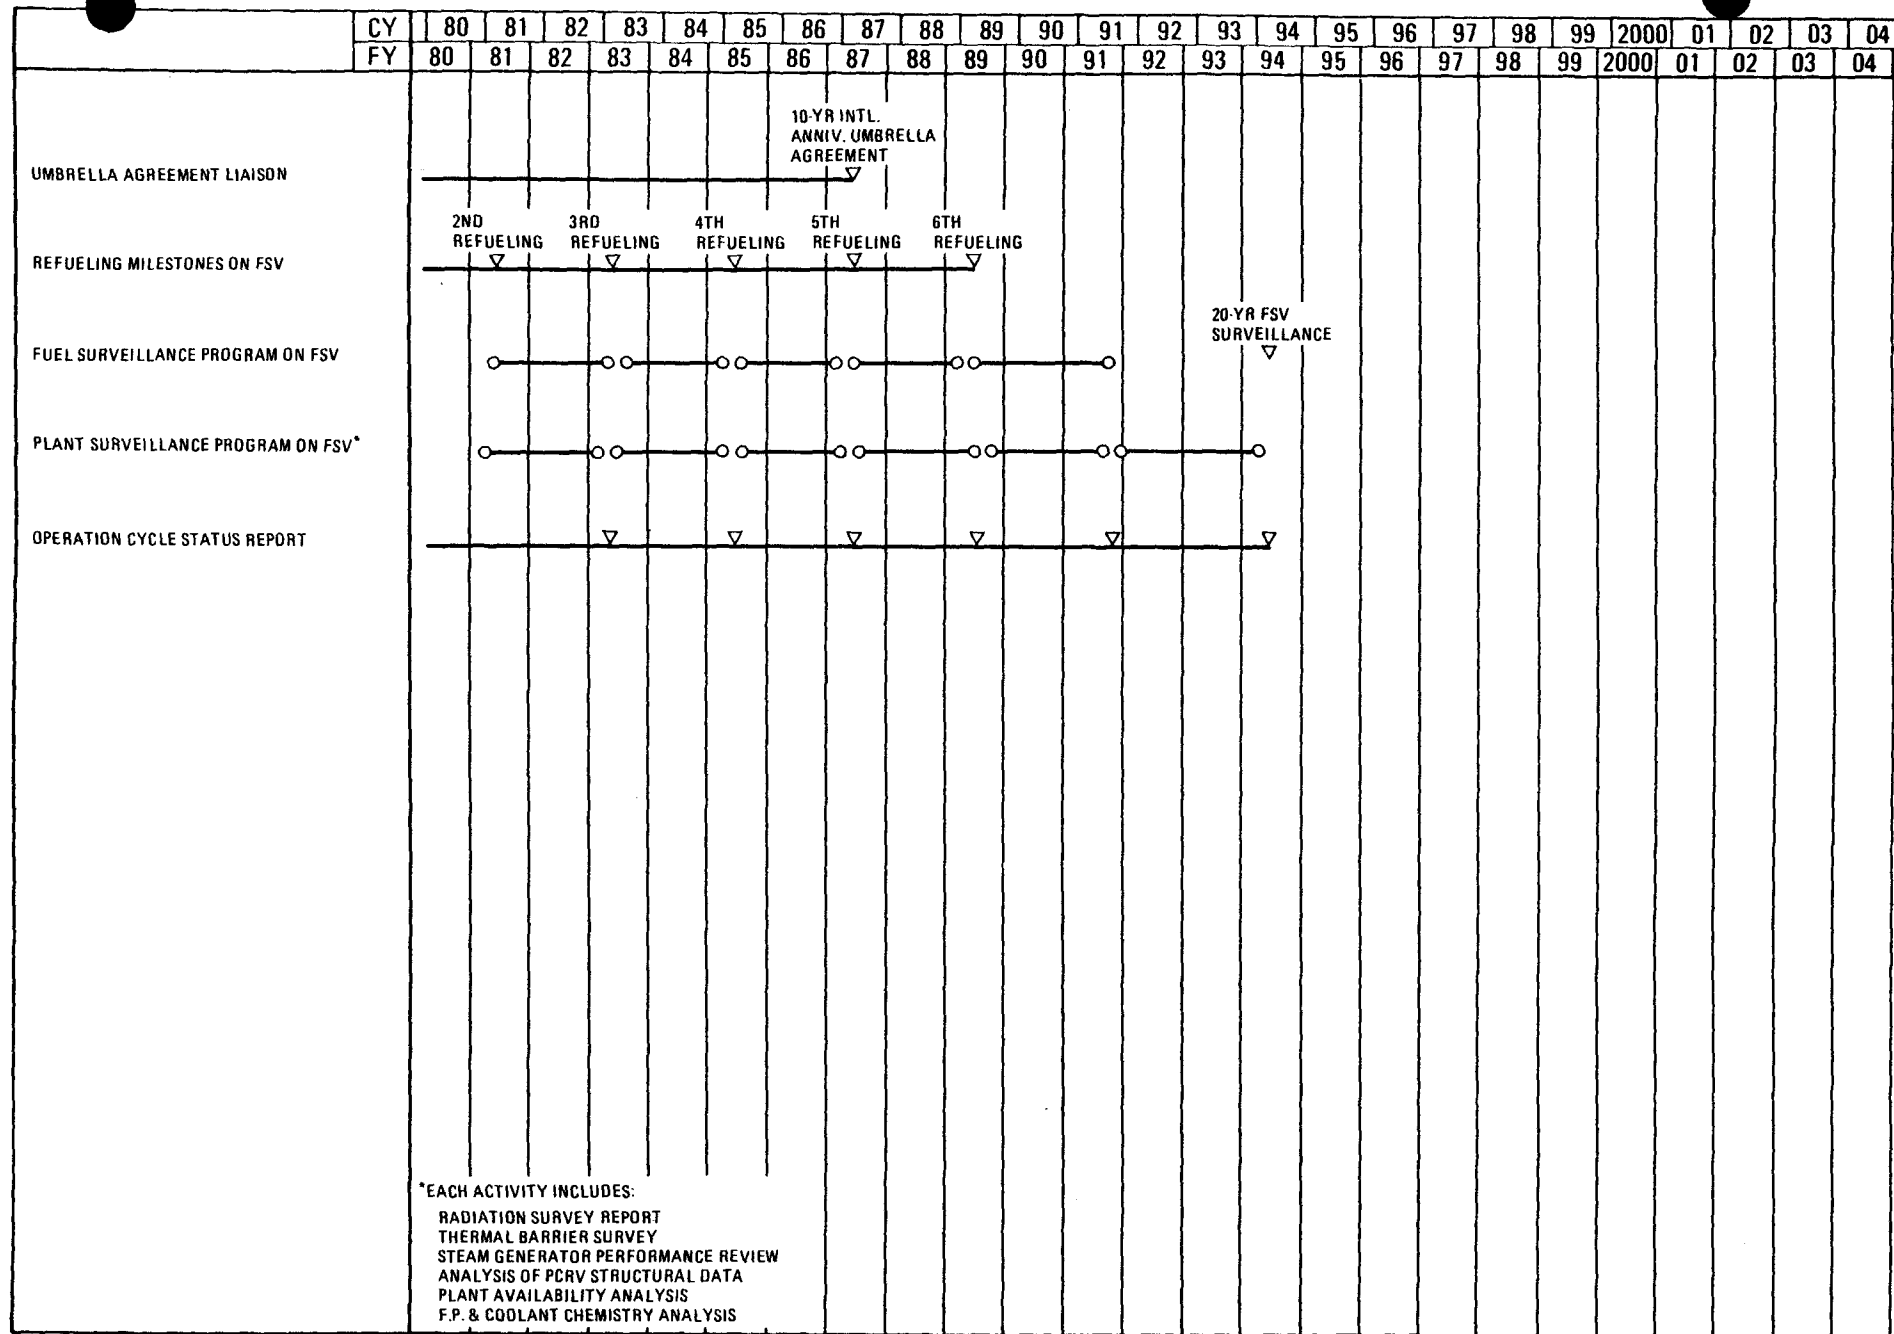 CY 80 81 82 83 84 85 86 87 88 89 90 91 92 93 94 95 96 97 98 99 2000 01 02 03 04
FY 80 81 82 83 84 85 86 87 88 89 90 91 92 93 94 95 96 97 98 99 2000 01 02 03 04
10-YR INTL.
ANNIV. UMBRELLA
AGREEMENT
UMBRELLA AGREEMENT LIAISON
2ND 3RD 4TH 5TH 6TH
REFUELING REFUELING REFUELING REFUELING REFUELING
REFUELING MILESTONES ON FSV
20-YR FSV
SURVEILLANCE
FUEL SURVEILLANCE PROGRAM ON FSV
PLANT SURVEILLANCE PROGRAM ON FSV*
OPERATION CYCLE STATUS REPORT
*EACH ACTIVITY INCLUDES:
RADIATION SURVEY REPORT
THERMAL BARRIER SURVEY
STEAM GENERATOR PERFORMANCE REVIEW
ANALYSIS OF PCRV STRUCTURAL DATA
PLANT AVAILABILITY ANALYSIS
F.P. & COOLANT CHEMISTRY ANALYSIS